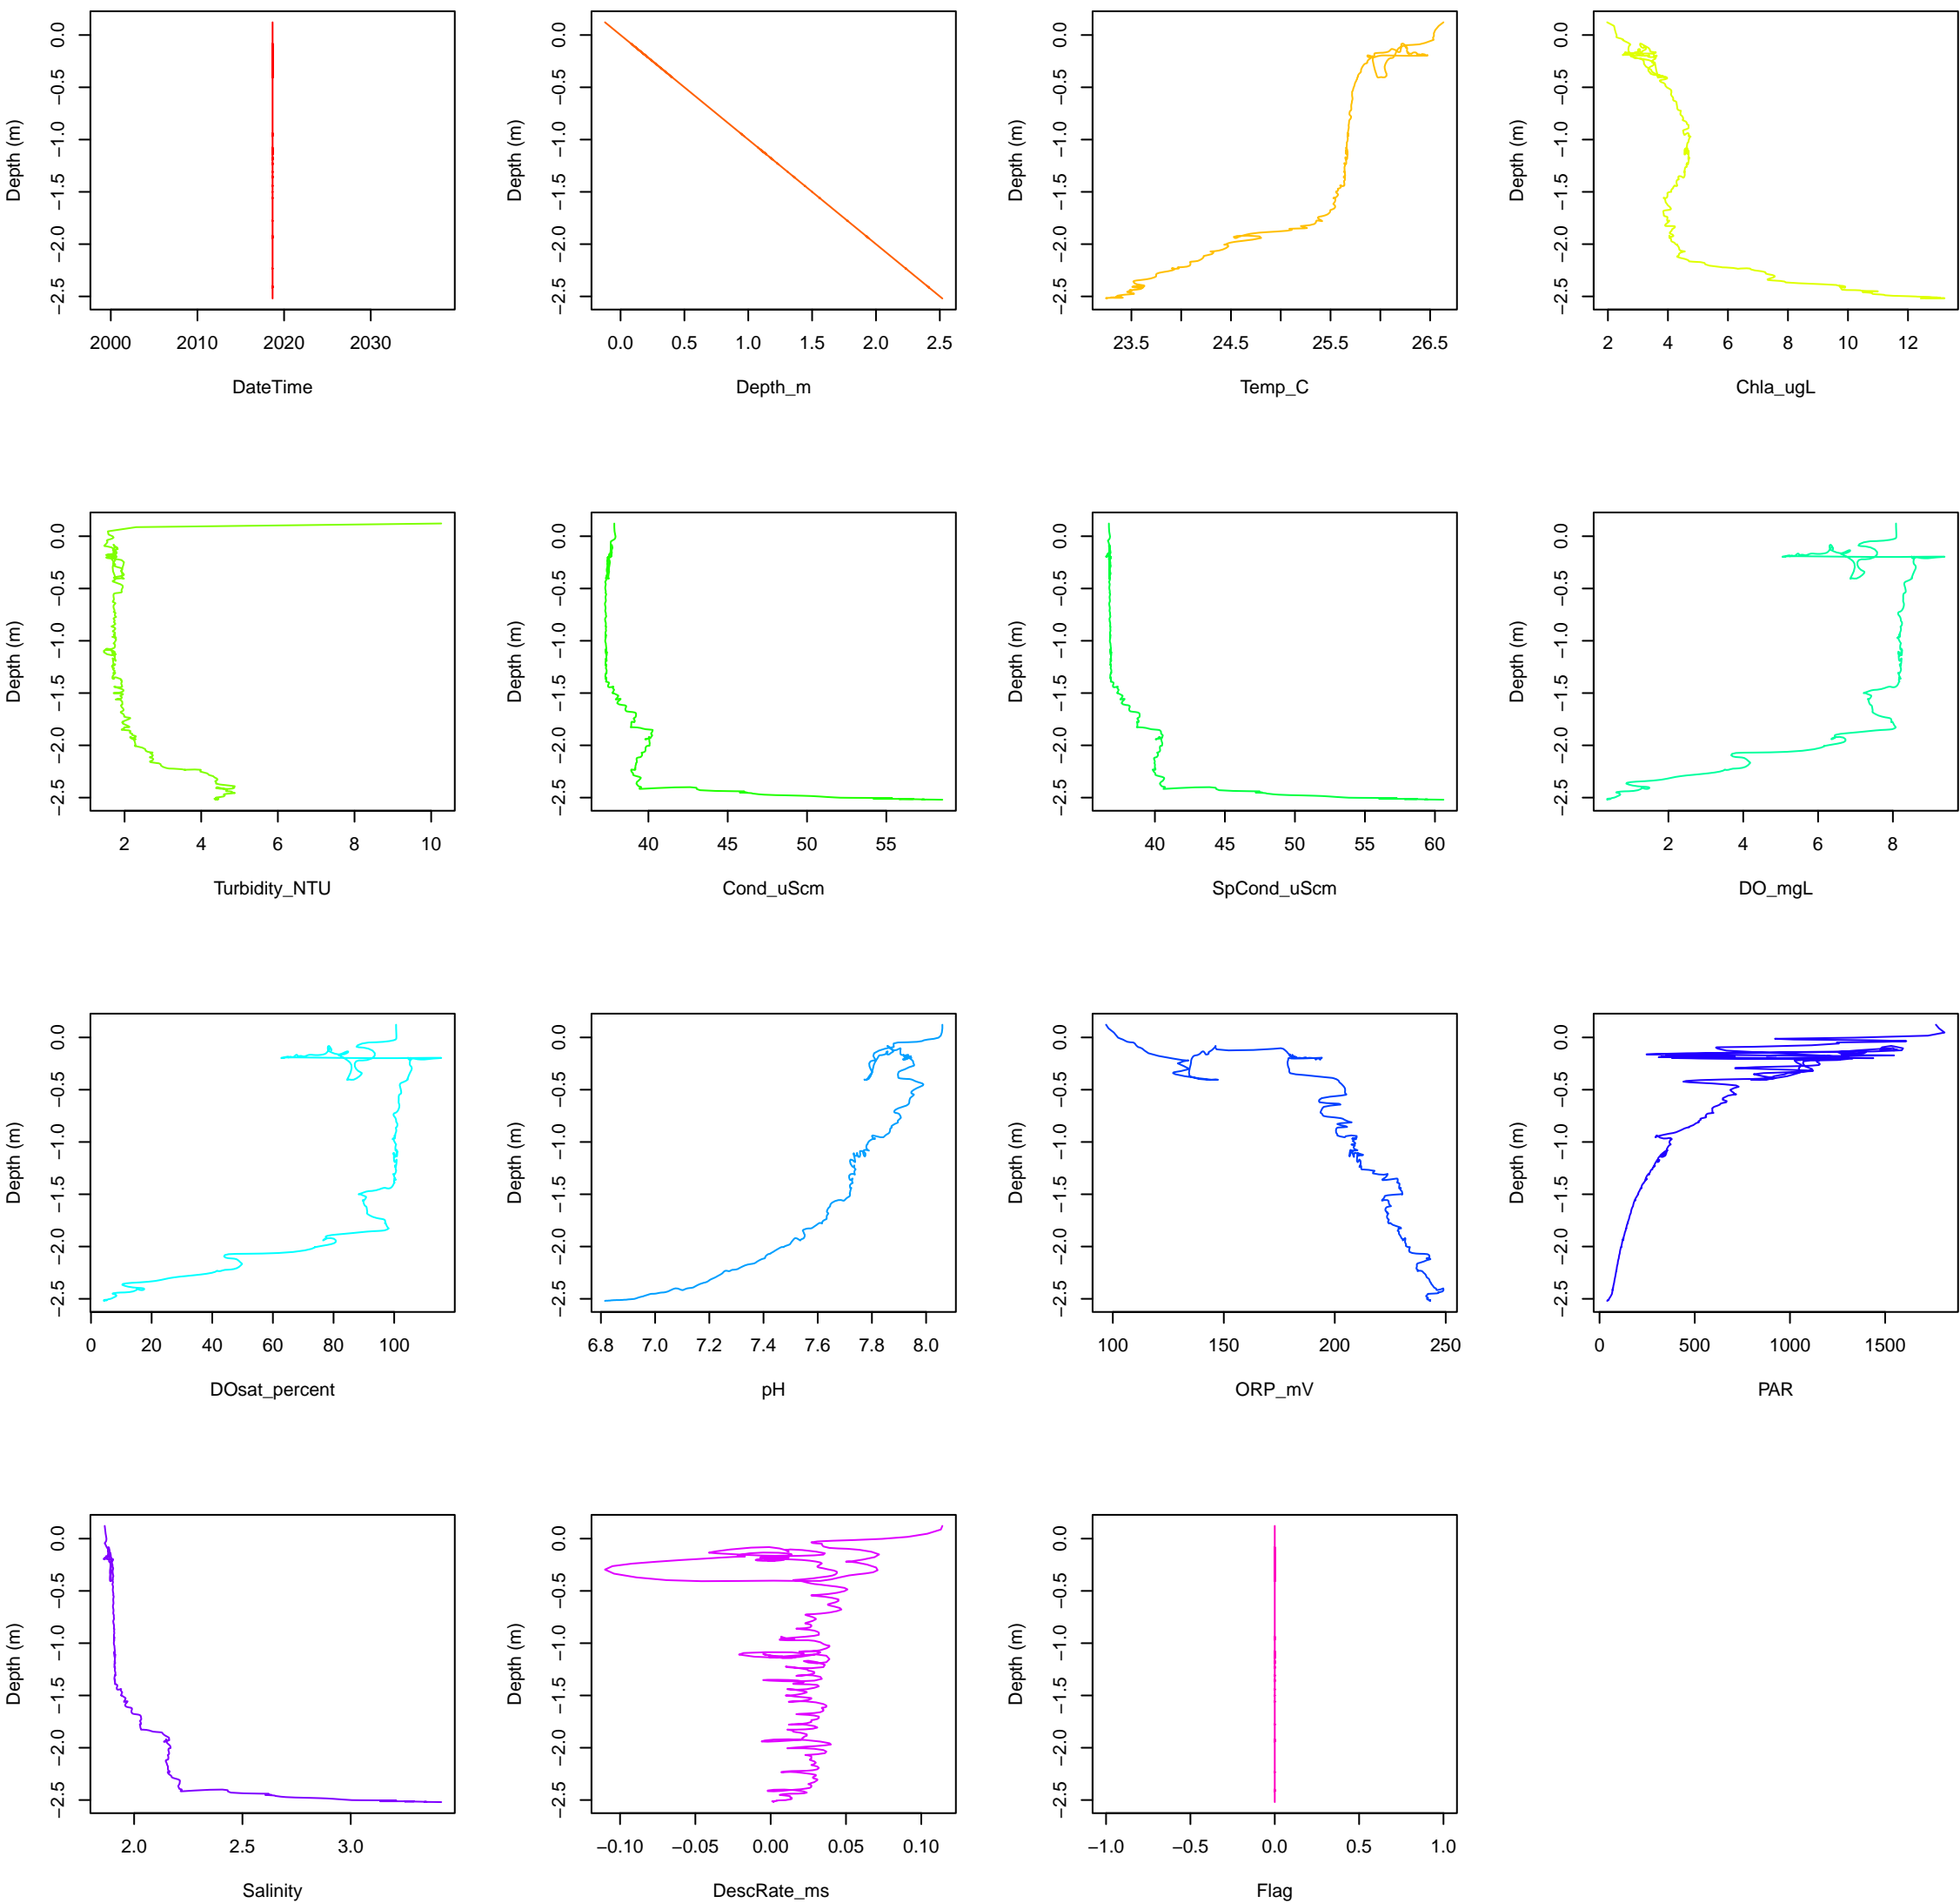 Depth (m)
0.0
−0.5
−1.0
−1.5
−2.0
−2.5
2000 2010 2020 2030
DateTime
Depth (m)
0.0
−0.5
−1.0
−1.5
−2.0
−2.5
0.0 0.5 1.0 1.5 2.0 2.5
Depth_m
Depth (m)
0.0
−0.5
−1.0
−1.5
−2.0
−2.5
23.5 24.5 25.5 26.5
Temp_C
Depth (m)
0.0
−0.5
−1.0
−1.5
−2.0
−2.5
2 4 6 8 10 12
Chla_ugL
Depth (m)
0.0
−0.5
−1.0
−1.5
−2.0
−2.5
2 4 6 8 10
Turbidity_NTU
Depth (m)
0.0
−0.5
−1.0
−1.5
−2.0
−2.5
40 45 50 55
Cond_uScm
Depth (m)
0.0
−0.5
−1.0
−1.5
−2.0
−2.5
40 45 50 55 60
SpCond_uScm
Depth (m)
0.0
−0.5
−1.0
−1.5
−2.0
−2.5
2 4 6 8
DO_mgL
Depth (m)
0.0
−0.5
−1.0
−1.5
−2.0
−2.5
0 20 40 60 80 100
DOsat_percent
Depth (m)
0.0
−0.5
−1.0
−1.5
−2.0
−2.5
6.8 7.0 7.2 7.4 7.6 7.8 8.0
pH
Depth (m)
0.0
−0.5
−1.0
−1.5
−2.0
−2.5
100 150 200 250
ORP_mV
Depth (m)
0.0
−0.5
−1.0
−1.5
−2.0
−2.5
0 500 1000 1500
PAR
Depth (m)
0.0
−0.5
−1.0
−1.5
−2.0
−2.5
2.0 2.5 3.0
Salinity
Depth (m)
0.0
−0.5
−1.0
−1.5
−2.0
−2.5
−0.10 −0.05 0.00 0.05 0.10
DescRate_ms
Depth (m)
0.0
−0.5
−1.0
−1.5
−2.0
−2.5
−1.0 −0.5 0.0 0.5 1.0
Flag